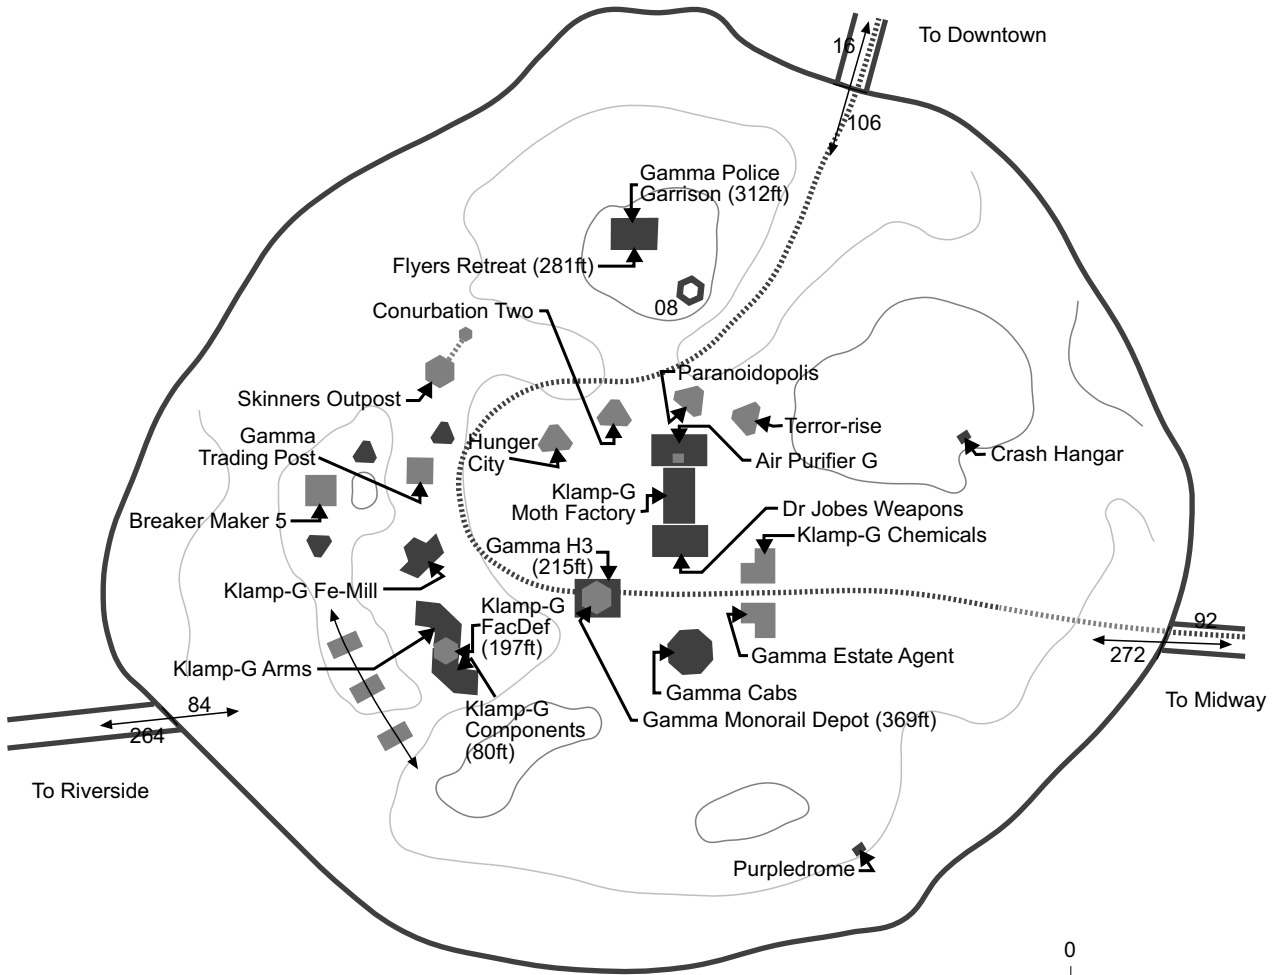 16
To Downtown
106
Gamma Police
Garrison (312ft)
Flyers Retreat (281ft)
08
Conurbation Two
Paranoidopolis
Skinners Outpost
Terror-rise
Gamma
Trading Post
Hunger
City
Air Purifier G
Crash Hangar
Klamp-G
Moth Factory
Breaker Maker 5
Dr Jobes Weapons
Klamp-G Chemicals
Gamma H3
(215ft)
Klamp-G Fe-Mill
Klamp-G
FacDef
(197ft)
92
272
Klamp-G Arms
Gamma Estate Agent
Gamma Cabs
To Midway
84
264
Klamp-G
Components
(80ft)
Gamma Monorail Depot (369ft)
To Riverside
Purpledrome
0